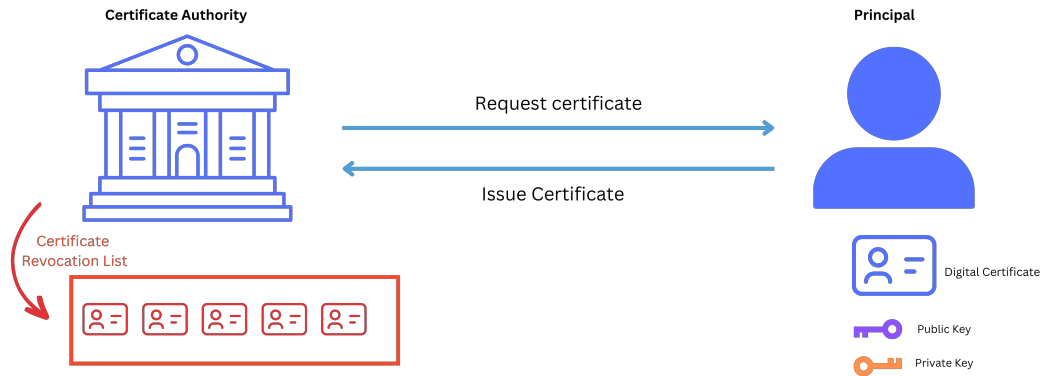 Certificate Authority
Principal
Request certificate
Issue Certificate
Certificate
Revocation List
Digital Certificate
Public Key
Private Key